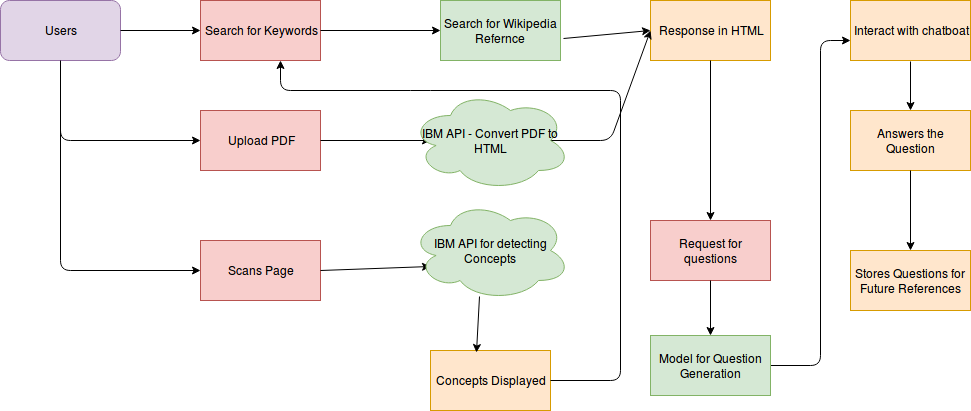 Users
Search for Keywords
Search for Wikipedia
Refernce
Response in HTML
Interact with chatboat
Upload PDF
IBM API - Convert PDF to
HTML
Answers the
Question
Scans Page
IBM API for detecting
Concepts
Request for
questions
Stores Questions for
Future References
Concepts Displayed
Model for Question
Generation